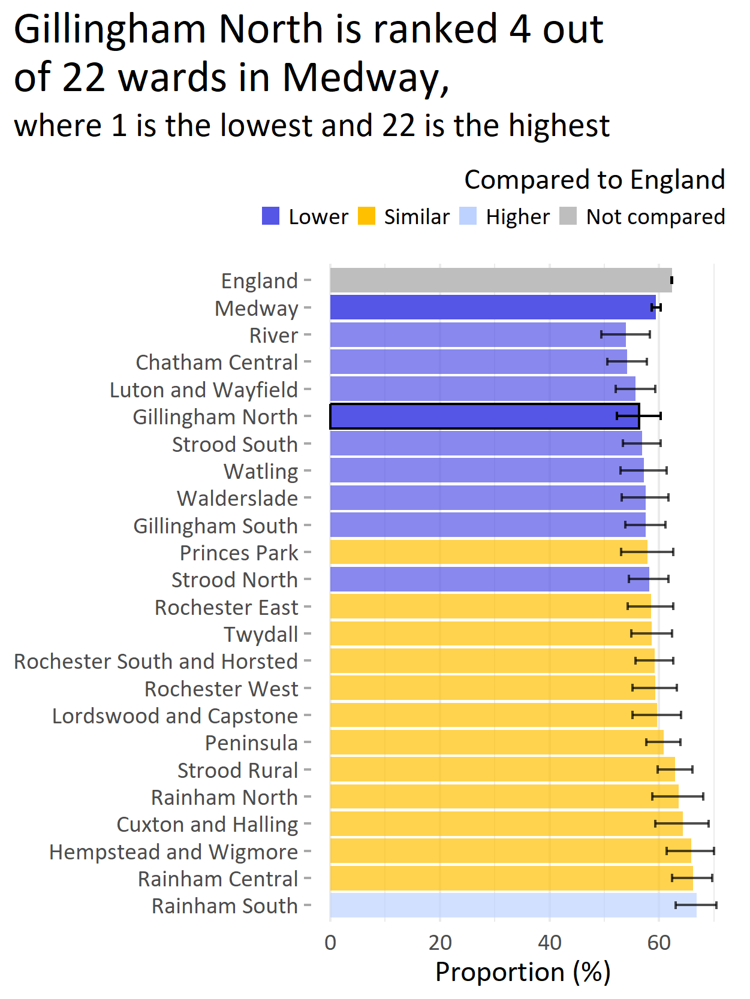 Gillingham North is ranked 4 out
of 22 wards in Medway,
where 1 is the lowest and 22 is the highest
Compared to England
Lower Similar Higher Not compared
England
Medway
River
Chatham Central
Luton and Wayfield
Gillingham North
Strood South
Watling
Walderslade
Gillingham South
Princes Park
Strood North
Rochester East
Twydall
Rochester South and Horsted
Rochester West
Lordswood and Capstone
Peninsula
Strood Rural
Rainham North
Cuxton and Halling
Hempstead and Wigmore
Rainham Central
Rainham South
0 20 40 60
Proportion (%)